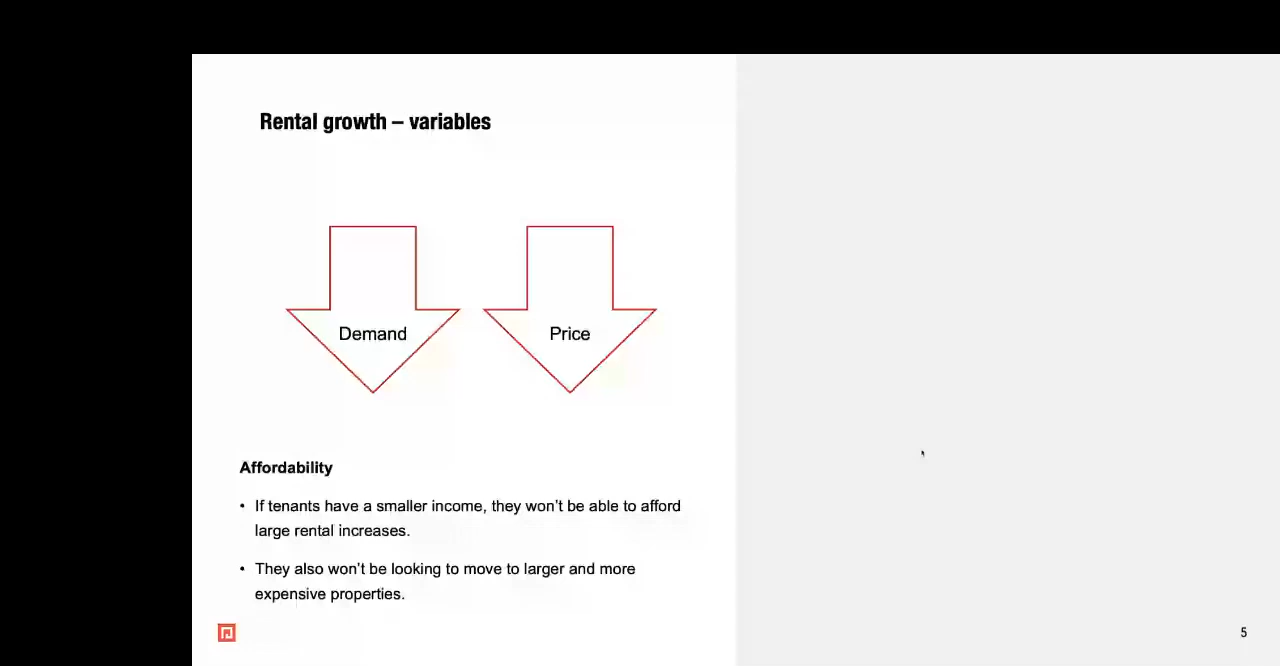 Rental growth – variables
Demand
Price
Affordability
• If tenants have a smaller income, they won’t be able to afford
large rental increases.
• They also won’t be looking to move to larger and more
expensive properties.
5